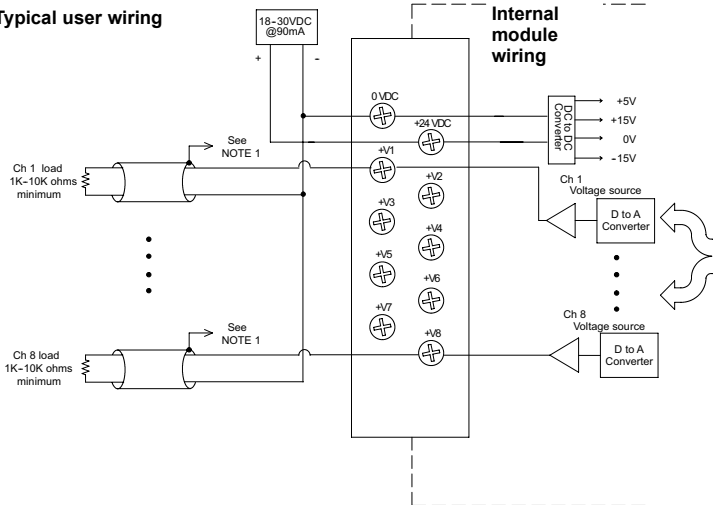 Typical user wiring
18-30VDC
@90mA
+ -
Internal
module
wiring
0 VDC
+24 VDC
DC to DC
Converter
+5V
+15V
0V
-15V
See
NOTE 1
Ch 1 load
1K-10K ohms
minimum
+V1
+V2
+V3
+V4
+V5
+V6
+V7
+V8
Ch 1
Voltage source
D to A
Converter
See
NOTE 1
Ch 8 load
1K-10K ohms
minimum
Ch 8
Voltage source
D to A
Converter